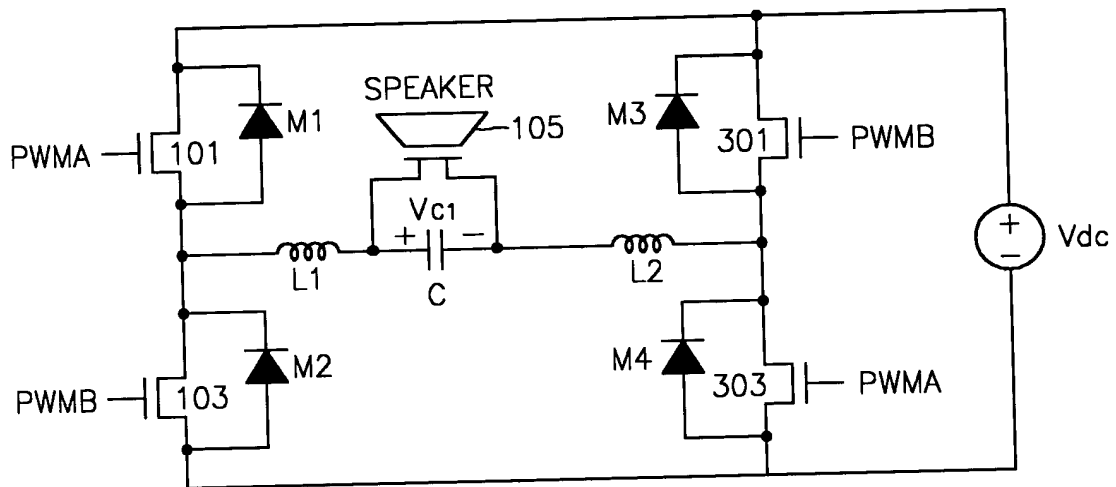 SPEAKER
105
M1
M3
PWMA
101
301
PWMB
Vc1
+
−
L1
C
L2
+
−
Vdc
M2
M4
PWMB
103
303
PWMA